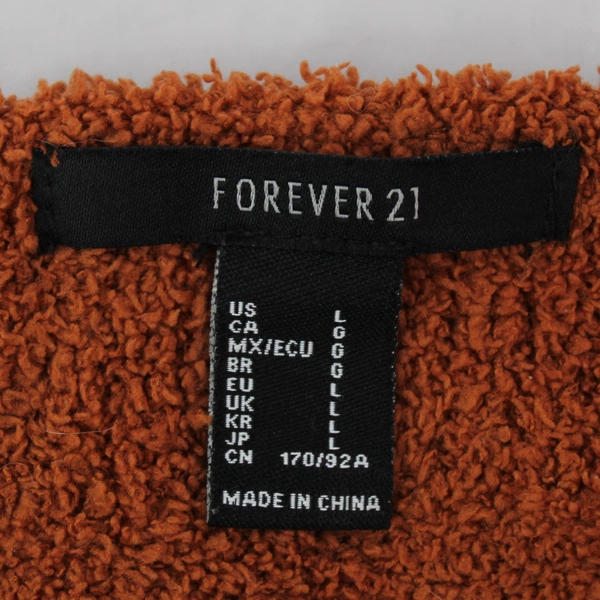 FOREVER 21
US L
CA G
MX/ECU G
BR G
EU L
UK L
KR L
JP L
CN 170/92A
MADE IN CHINA